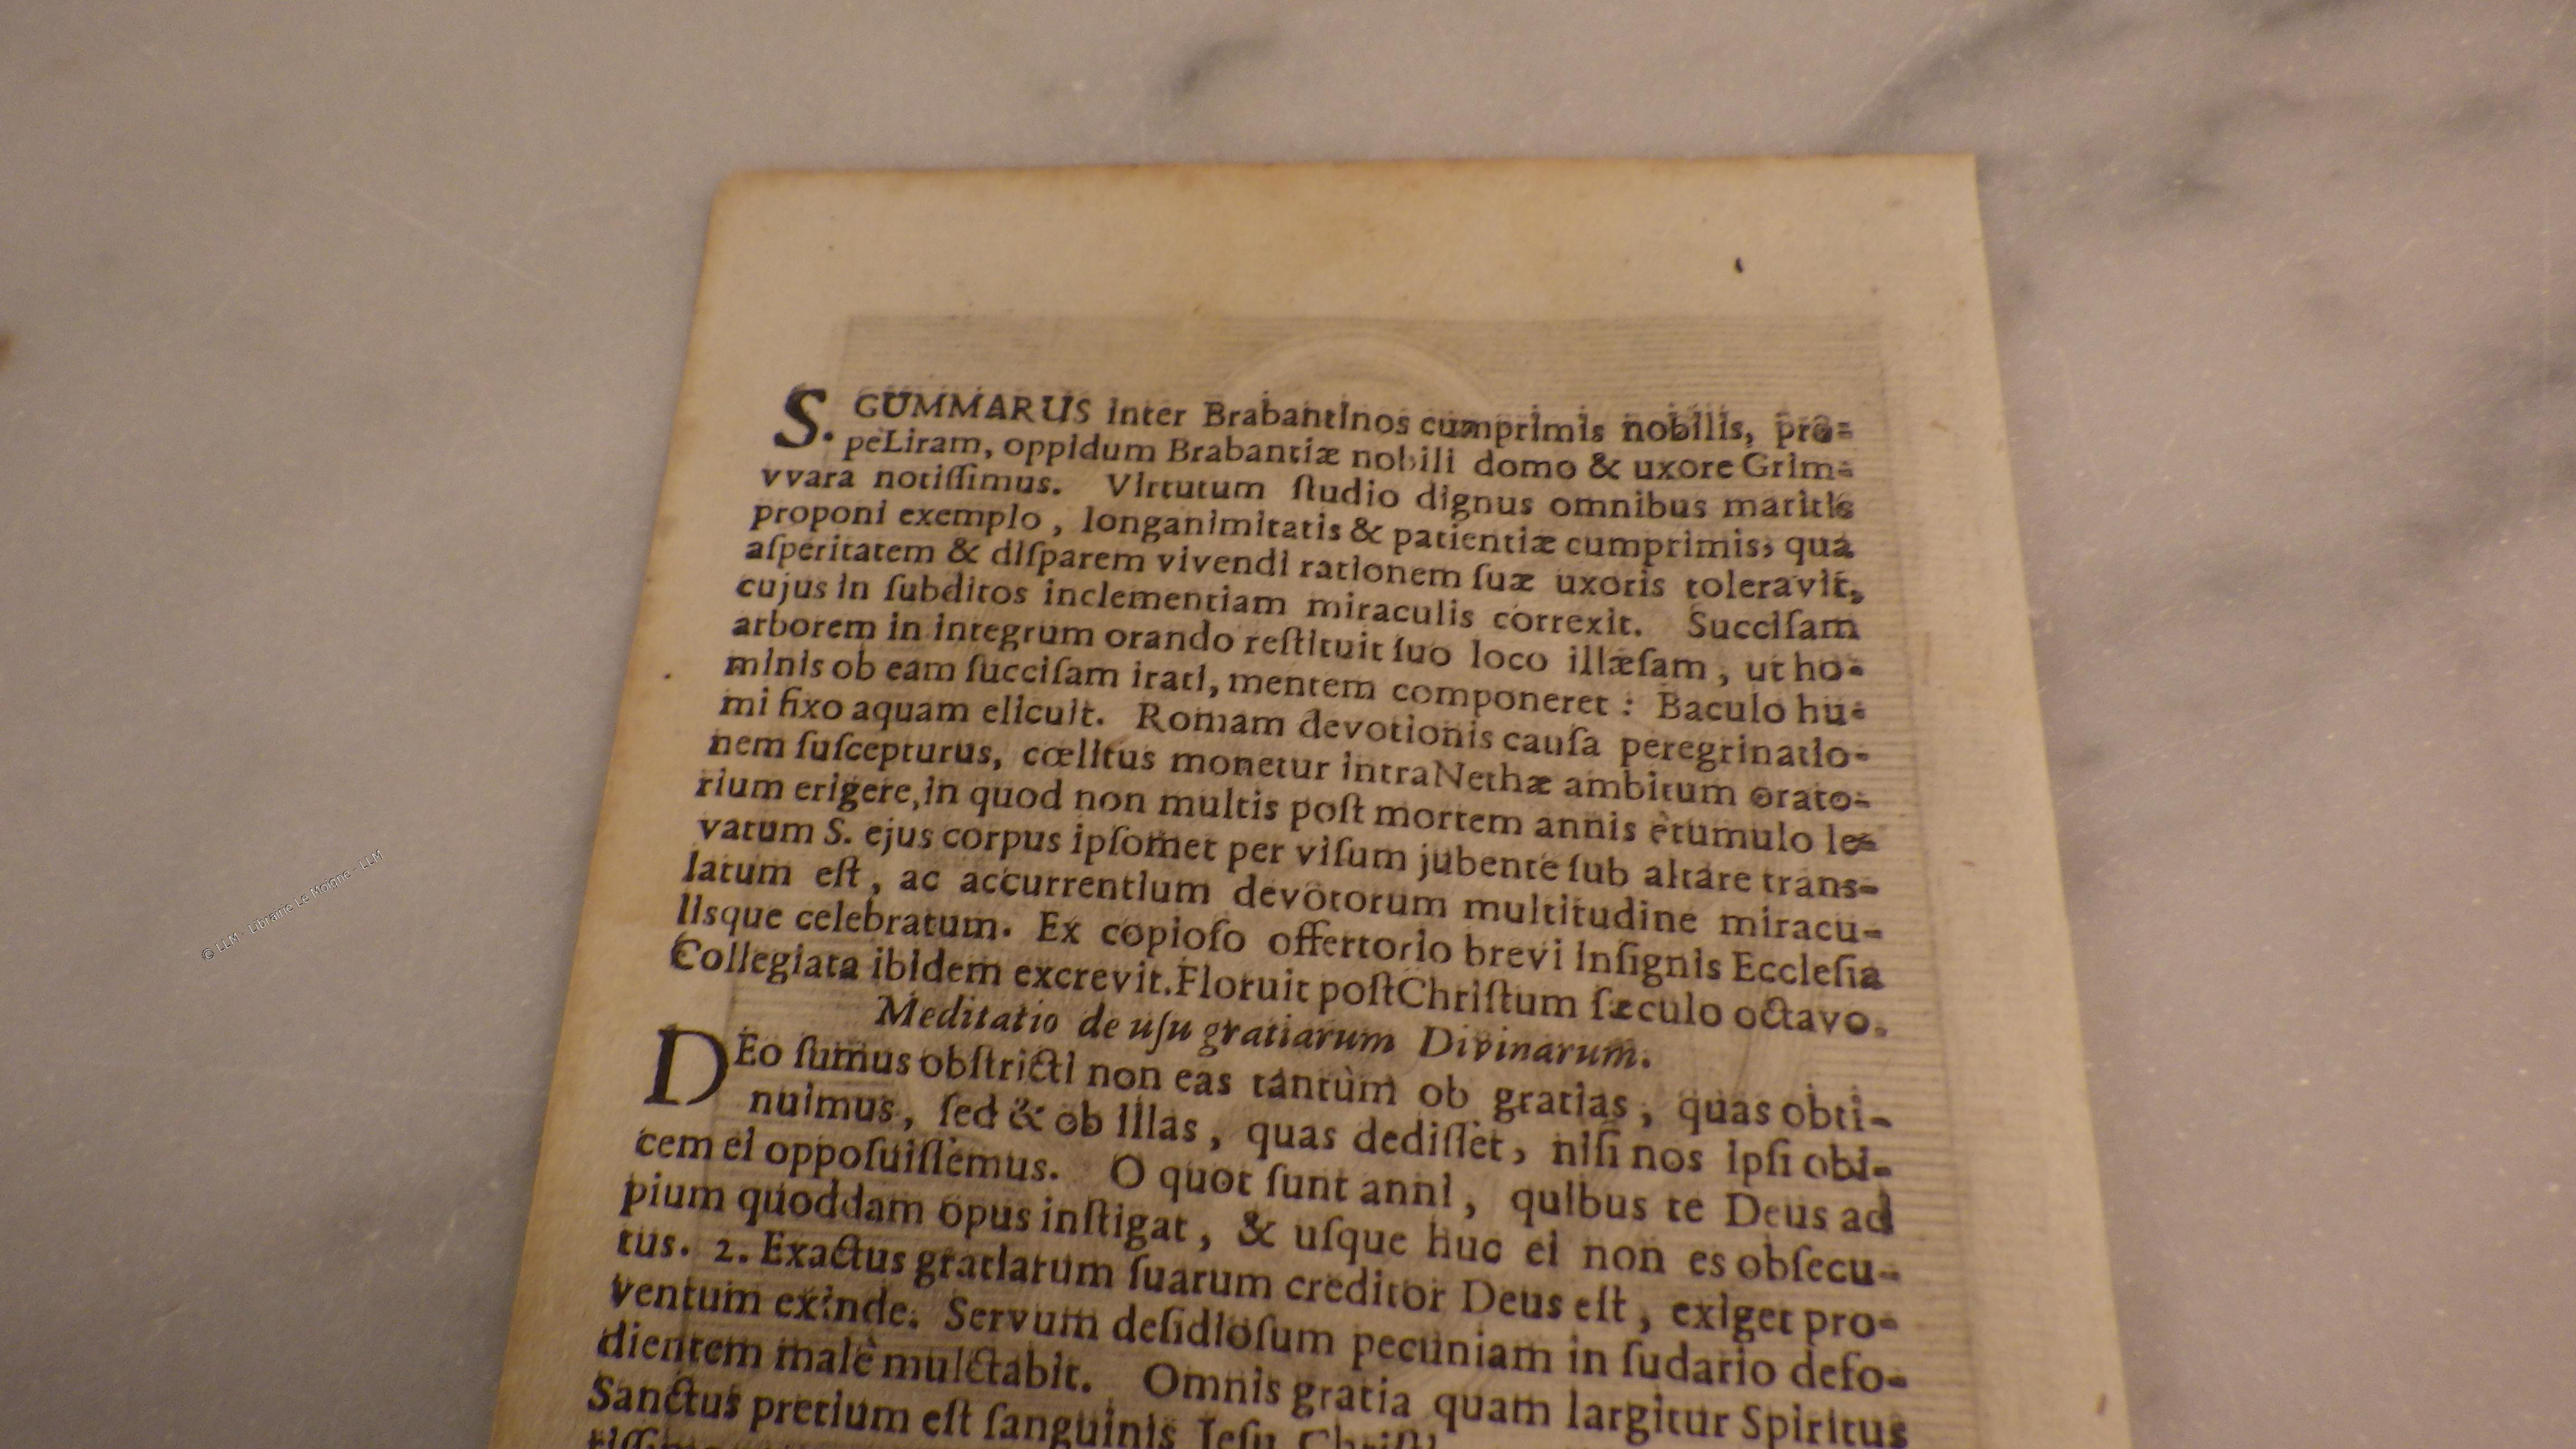 S. GUMMARUS inter Brabantinos cumprimis nobilis, pro-
peLiram, oppidum Brabantiæ nobili domo & uxore Grim-
vvara notiſſimus. Virtutum ſtudio dignus omnibus maritis
proponi exemplo, longanimitatis & patientiæ cumprimis, qua
aſperitatem & diſparem vivendi rationem ſuæ uxoris toleravit,
cujus in ſubditos inclementiam miraculis correxit. Succiſam
arborem in integrum orando reſtituit ſuo loco illæſam, ut ho-
minis ob eam ſucciſam irati, mentem componeret : Baculo hu-
mi fixo aquam elicuit. Romam devotionis cauſa peregrinatio-
nem ſuſcepturus, cœlitus monetur intraNethæ ambitum orato-
rium erigere,in quod non multis poſt mortem annis ètumulo le-
vatum S. ejus corpus ipſomet per viſum jubente ſub altare trans-
latum eſt, ac accurrentium devotorum multitudine miracu-
lisque celebratum. Ex copioſo offertorio brevi inſignis Eccleſia
Collegiata ibidem excrevit.Floruit poſtChriſtum ſæculo octavo.
Meditatio de uſu gratiarum Divinarum.
DEo ſumus obſtricti non eas tantùm ob gratias, quas obti-
nuimus, ſed & ob illas, quas dediſſet, niſi nos ipſi obi-
cem ei oppoſuiſſemus. O quot ſunt anni, quibus te Deus ad
pium quoddam opus inſtigat, & uſque huc ei non es obſecu-
tus. 2. Exactus gratiarum ſuarum creditor Deus eſt, exiget pro-
ventum exinde. Servum deſidioſum pecuniam in ſudario defo-
dientem malè mulctabit. Omnis gratia quam largitur Spiritus
Sanctus pretium eſt ſanguinis Jeſu Chriſti
© LLM - Librairie Le Moigne - LLM